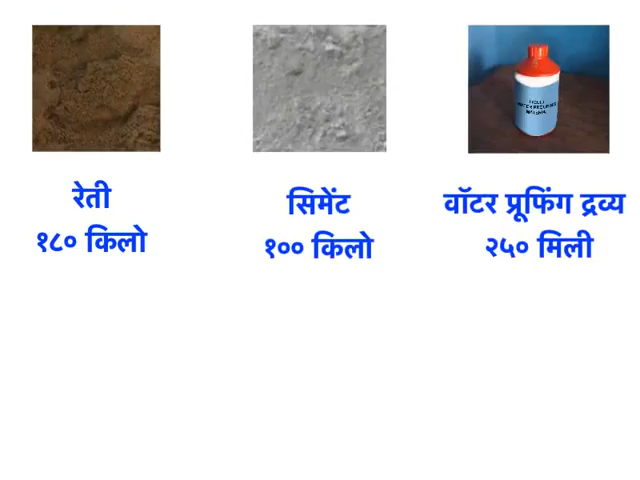 रेती
१८० किलो
सिमेंट
१०० किलो
वॉटर प्रूफिंग द्रव्य
२५० मिली